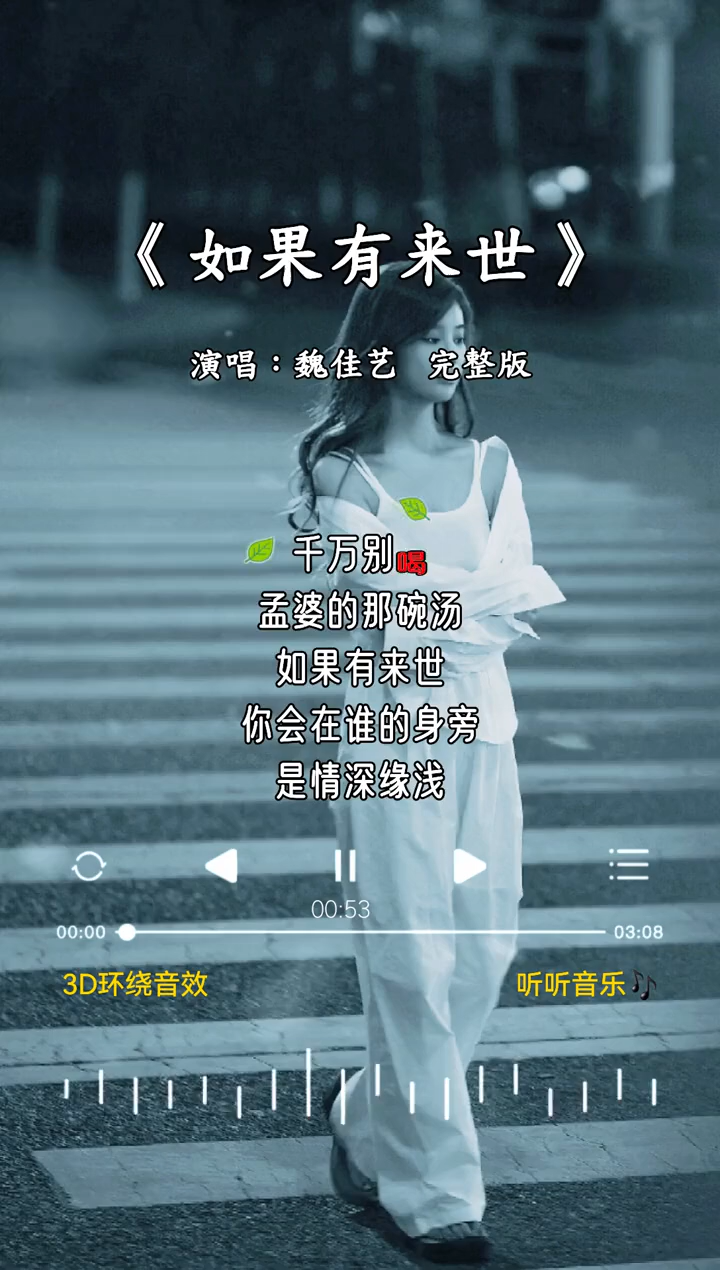 《如果有来世》
演唱：魏佳艺 完整版
千万别喝
孟婆的那碗汤
如果有来世
你会在谁的身旁
是情深缘浅
00:53
00:00 03:08
3D环绕音效 听听音乐